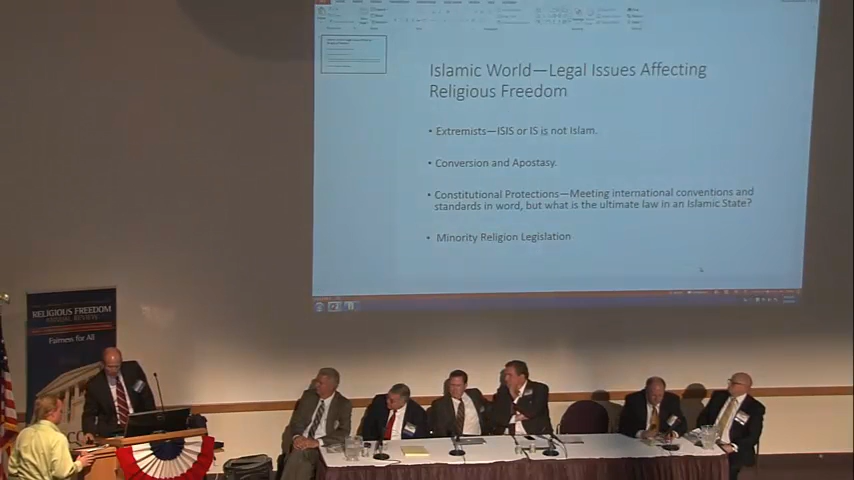 Islamic World—Legal Issues Affecting
Religious Freedom
• Extremists—ISIS or IS is not Islam.
• Conversion and Apostasy.
• Constitutional Protections—Meeting international conventions and
standards in word, but what is the ultimate law in an Islamic State?
• Minority Religion Legislation
RELIGIOUS FREEDOM
ANNUAL REVIEW
Fairness for All